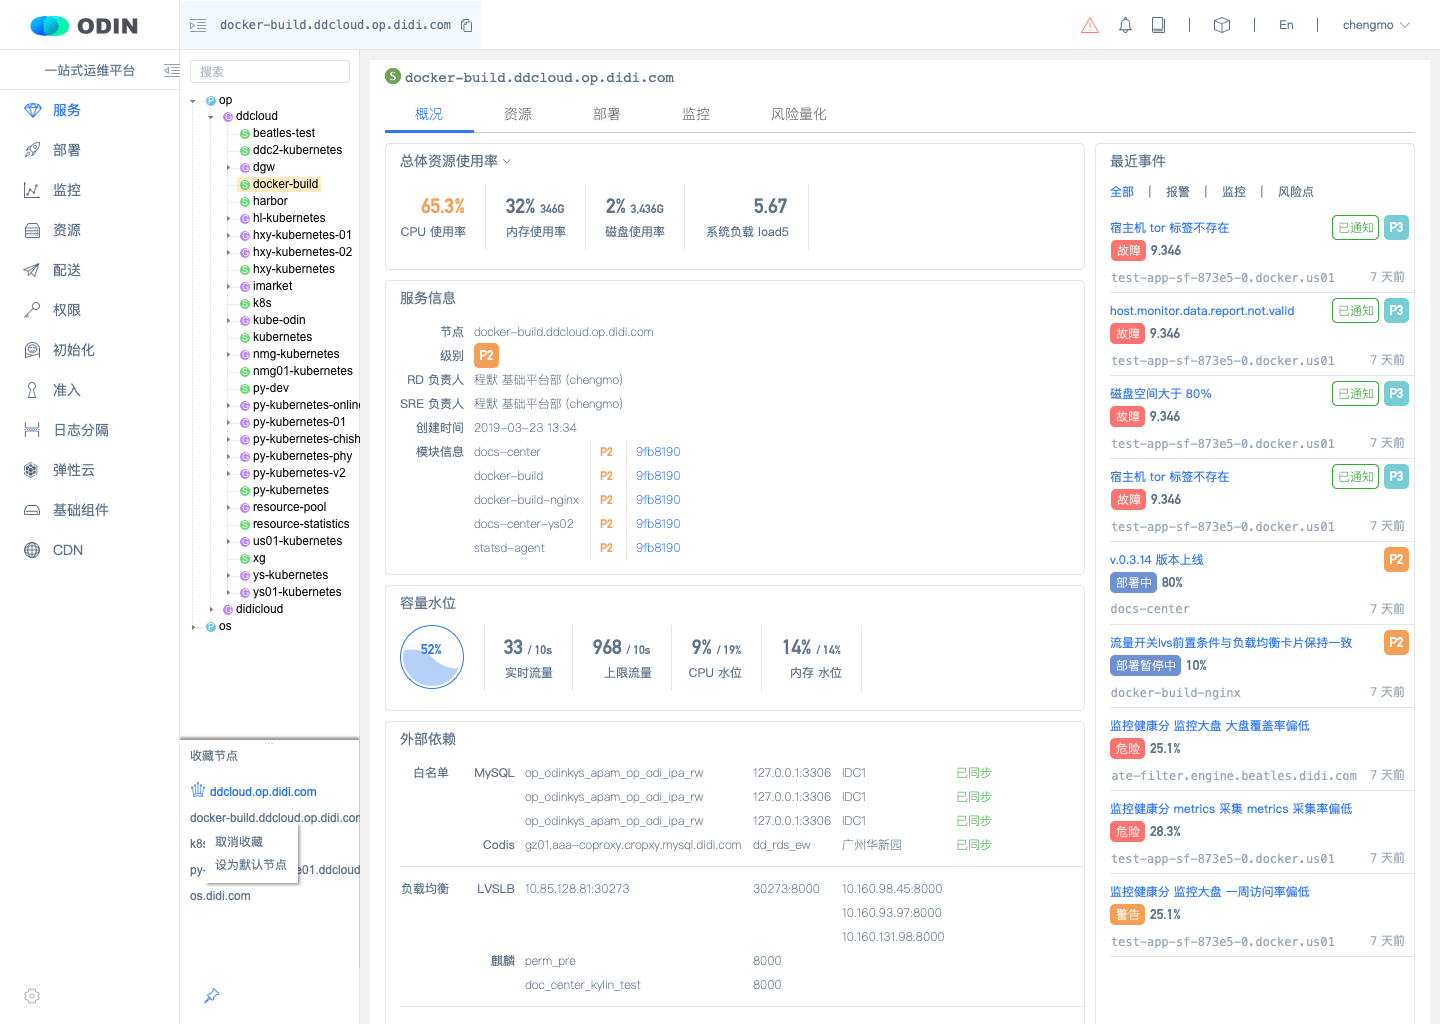 ODIN
docker-build.ddcloud.op.didi.com
En
chengmo
一站式运维平台
服务
部署
监控
资源
配送
权限
初始化
准入
日志分隔
弹性云
基础组件
CDN
搜索
P op
G ddcloud
S beatles-test
S ddc2-kubernetes
G dgw
S docker-build
S harbor
G hl-kubernetes
G hxy-kubernetes-01
G hxy-kubernetes-02
S hxy-kubernetes
G imarket
S k8s
G kube-odin
S kubernetes
G nmg-kubernetes
S nmg01-kubernetes
S py-dev
G py-kubernetes-online
G py-kubernetes-01
G py-kubernetes-chish
G py-kubernetes-phy
G py-kubernetes-v2
S py-kubernetes
G resource-pool
S resource-statistics
G us01-kubernetes
S xg
G ys-kubernetes
G ys01-kubernetes
G didicloud
P os
收藏节点
ddcloud.op.didi.com
docker-build.ddcloud.op.didi.com
k8s
取消收藏
设为默认节点
py-
e01.ddcloud
os.didi.com
S docker-build.ddcloud.op.didi.com
概况 资源 部署 监控 风险量化
总体资源使用率
65.3% 32% 346G 2% 3,436G 5.67
CPU 使用率 内存使用率 磁盘使用率 系统负载 load5
服务信息
节点 docker-build.ddcloud.op.didi.com
级别 P2
RD 负责人 程默 基础平台部 (chengmo)
SRE 负责人 程默 基础平台部 (chengmo)
创建时间 2019-03-23 13:34
模块信息 docs-center P2 9fb8190
docker-build P2 9fb8190
docker-build-nginx P2 9fb8190
docs-center-ys02 P2 9fb8190
statsd-agent P2 9fb8190
容量水位
52%
33 / 10s 968 / 10s 9% / 19% 14% / 14%
实时流量 上限流量 CPU 水位 内存 水位
外部依赖
白名单 MySQL op_odinkys_apam_op_odi_ipa_rw 127.0.0.1:3306 IDC1 已同步
op_odinkys_apam_op_odi_ipa_rw 127.0.0.1:3306 IDC1 已同步
op_odinkys_apam_op_odi_ipa_rw 127.0.0.1:3306 IDC1 已同步
Codis gz01.aaa-coproxy.cropxy.mysql.didi.com dd_rds_ew 广州华新园 已同步
负载均衡 LVSLB 10.85.128.81:30273 30273:8000 10.160.98.45:8000
10.160.93.97:8000
10.160.131.98:8000
麒麟 perm_pre 8000
doc_center_kylin_test 8000
最近事件
全部 | 报警 | 监控 | 风险点
宿主机 tor 标签不存在 已通知 P3
故障 9.346
test-app-sf-873e5-0.docker.us01 7 天前
host.monitor.data.report.not.valid 已通知 P3
故障 9.346
test-app-sf-873e5-0.docker.us01 7 天前
磁盘空间大于 80% 已通知 P3
故障 9.346
test-app-sf-873e5-0.docker.us01 7 天前
宿主机 tor 标签不存在 已通知 P3
故障 9.346
test-app-sf-873e5-0.docker.us01 7 天前
v.0.3.14 版本上线 P2
部署中 80%
docs-center 7 天前
流量开关lvs前置条件与负载均衡卡片保持一致 P2
部署暂停中 10%
docker-build-nginx 7 天前
监控健康分 监控大盘 大盘覆盖率偏低
危险 25.1%
ate-filter.engine.beatles.didi.com 7 天前
监控健康分 metrics 采集 metrics 采集率偏低
危险 28.3%
test-app-sf-873e5-0.docker.us01 7 天前
监控健康分 监控大盘 一周访问率偏低
警告 25.1%
test-app-sf-873e5-0.docker.us01 7 天前